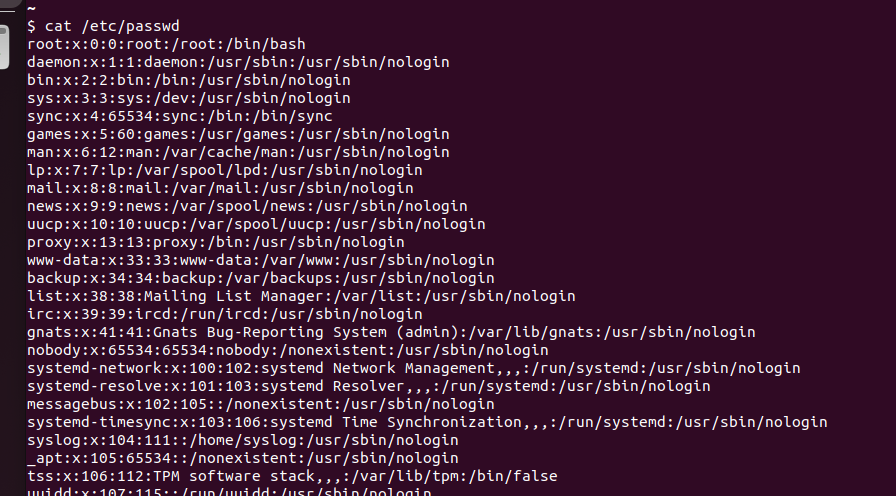 ~
$ cat /etc/passwd
root:x:0:0:root:/root:/bin/bash
daemon:x:1:1:daemon:/usr/sbin:/usr/sbin/nologin
bin:x:2:2:bin:/bin:/usr/sbin/nologin
sys:x:3:3:sys:/dev:/usr/sbin/nologin
sync:x:4:65534:sync:/bin:/bin/sync
games:x:5:60:games:/usr/games:/usr/sbin/nologin
man:x:6:12:man:/var/cache/man:/usr/sbin/nologin
lp:x:7:7:lp:/var/spool/lpd:/usr/sbin/nologin
mail:x:8:8:mail:/var/mail:/usr/sbin/nologin
news:x:9:9:news:/var/spool/news:/usr/sbin/nologin
uucp:x:10:10:uucp:/var/spool/uucp:/usr/sbin/nologin
proxy:x:13:13:proxy:/bin:/usr/sbin/nologin
www-data:x:33:33:www-data:/var/www:/usr/sbin/nologin
backup:x:34:34:backup:/var/backups:/usr/sbin/nologin
list:x:38:38:Mailing List Manager:/var/list:/usr/sbin/nologin
irc:x:39:39:ircd:/run/ircd:/usr/sbin/nologin
gnats:x:41:41:Gnats Bug-Reporting System (admin):/var/lib/gnats:/usr/sbin/nologin
nobody:x:65534:65534:nobody:/nonexistent:/usr/sbin/nologin
systemd-network:x:100:102:systemd Network Management,,,:/run/systemd:/usr/sbin/nologin
systemd-resolve:x:101:103:systemd Resolver,,,:/run/systemd:/usr/sbin/nologin
messagebus:x:102:105::/nonexistent:/usr/sbin/nologin
systemd-timesync:x:103:106:systemd Time Synchronization,,,:/run/systemd:/usr/sbin/nologin
syslog:x:104:111::/home/syslog:/usr/sbin/nologin
_apt:x:105:65534::/nonexistent:/usr/sbin/nologin
tss:x:106:112:TPM software stack,,,:/var/lib/tpm:/bin/false
uuidd:x:107:115::/run/uuidd:/usr/sbin/nologin